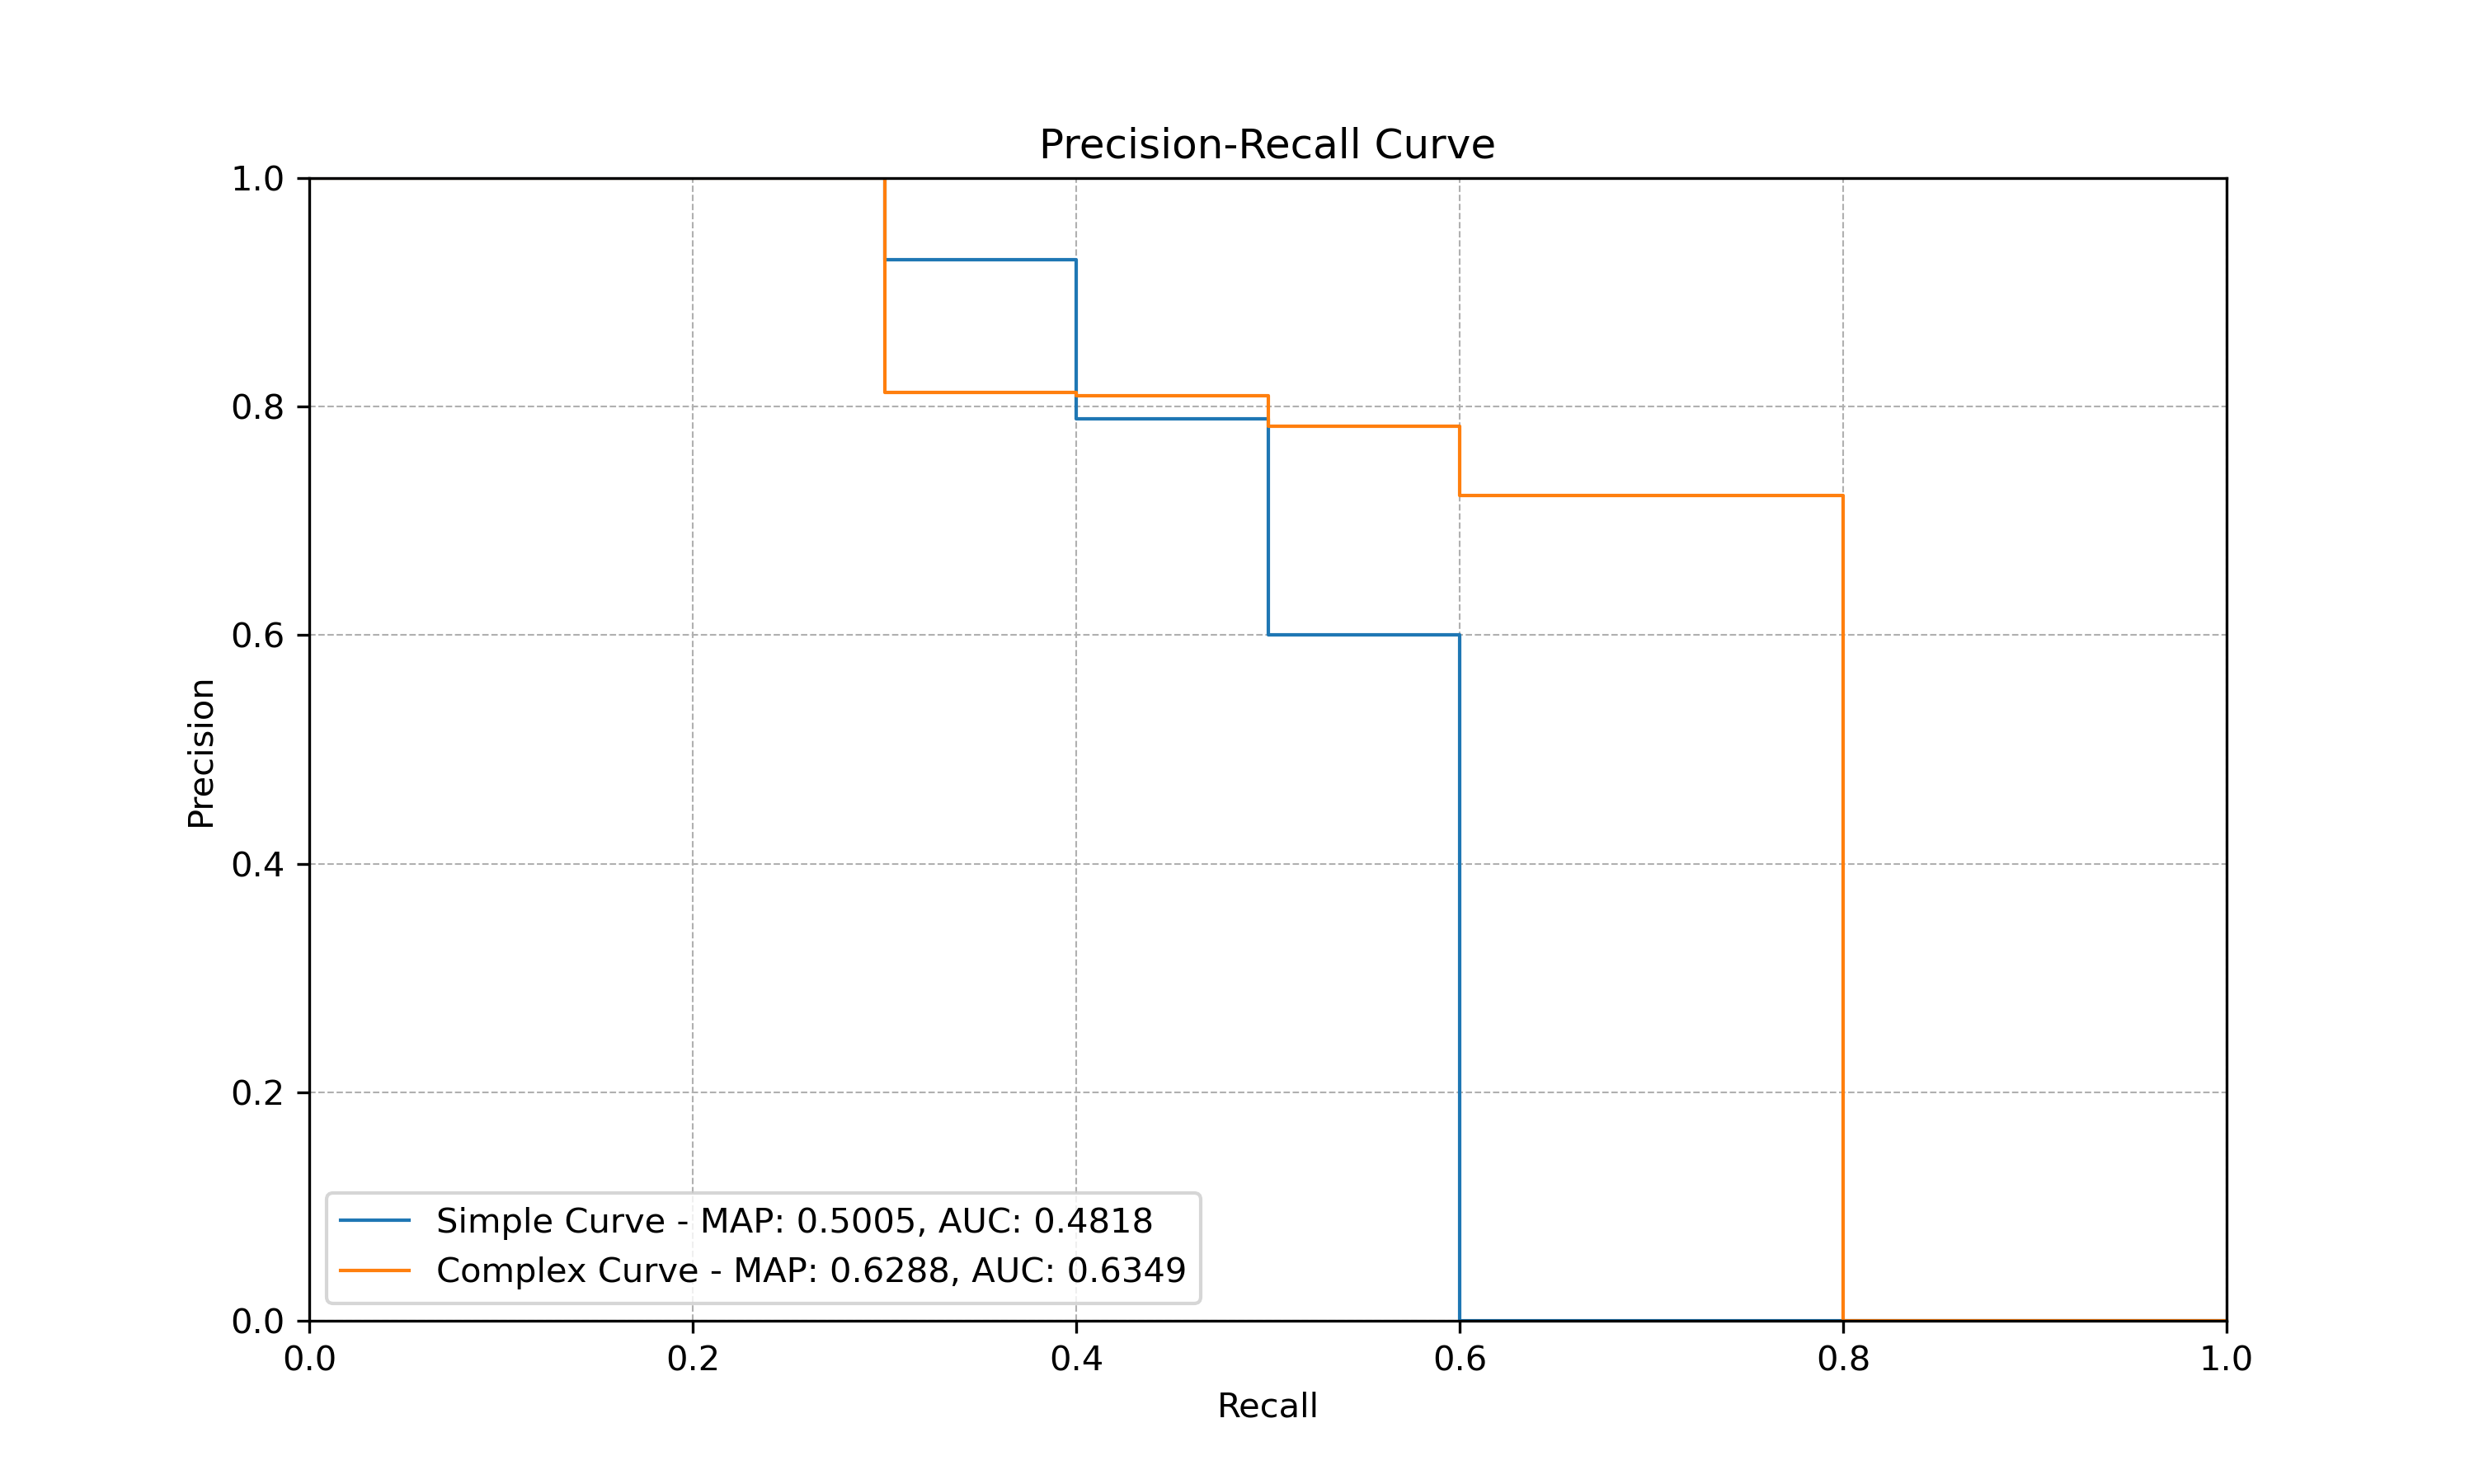 Precision-Recall Curve
1.0
0.8
0.6
0.4
0.2
0.0
Precision
Simple Curve - MAP: 0.5005, AUC: 0.4818
Complex Curve - MAP: 0.6288, AUC: 0.6349
0.0 0.2 0.4 0.6 0.8 1.0
Recall